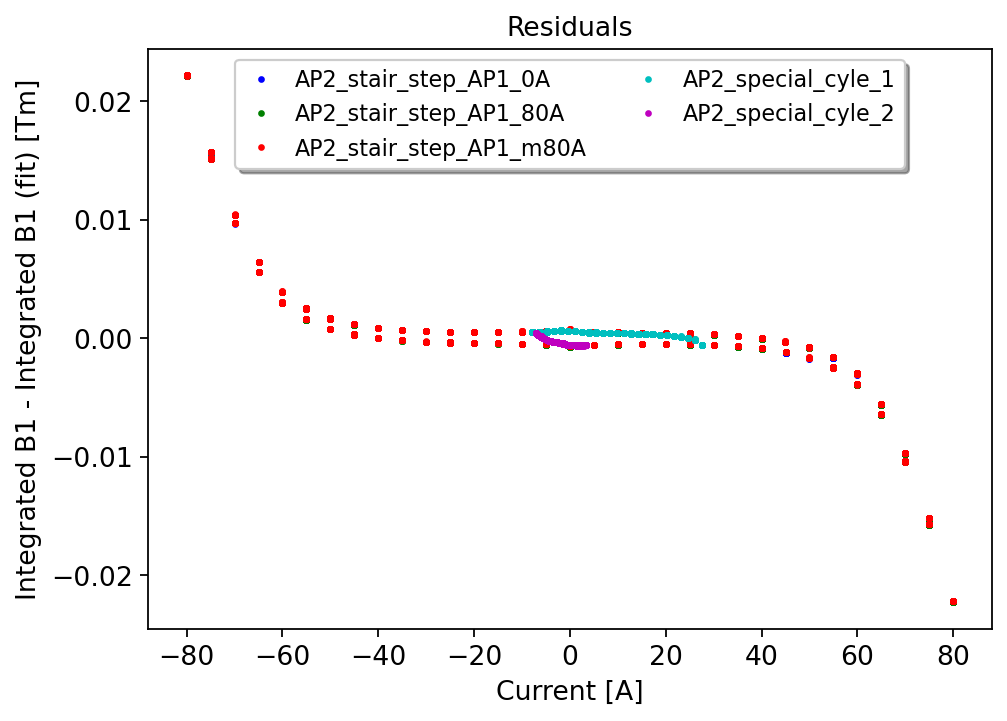 Residuals
AP2_stair_step_AP1_0A
AP2_stair_step_AP1_80A
AP2_stair_step_AP1_m80A
AP2_special_cyle_1
AP2_special_cyle_2
Integrated B1 - Integrated B1 (fit) [Tm]
0.02
0.01
0.00
−0.01
−0.02
−80 −60 −40 −20 0 20 40 60 80
Current [A]